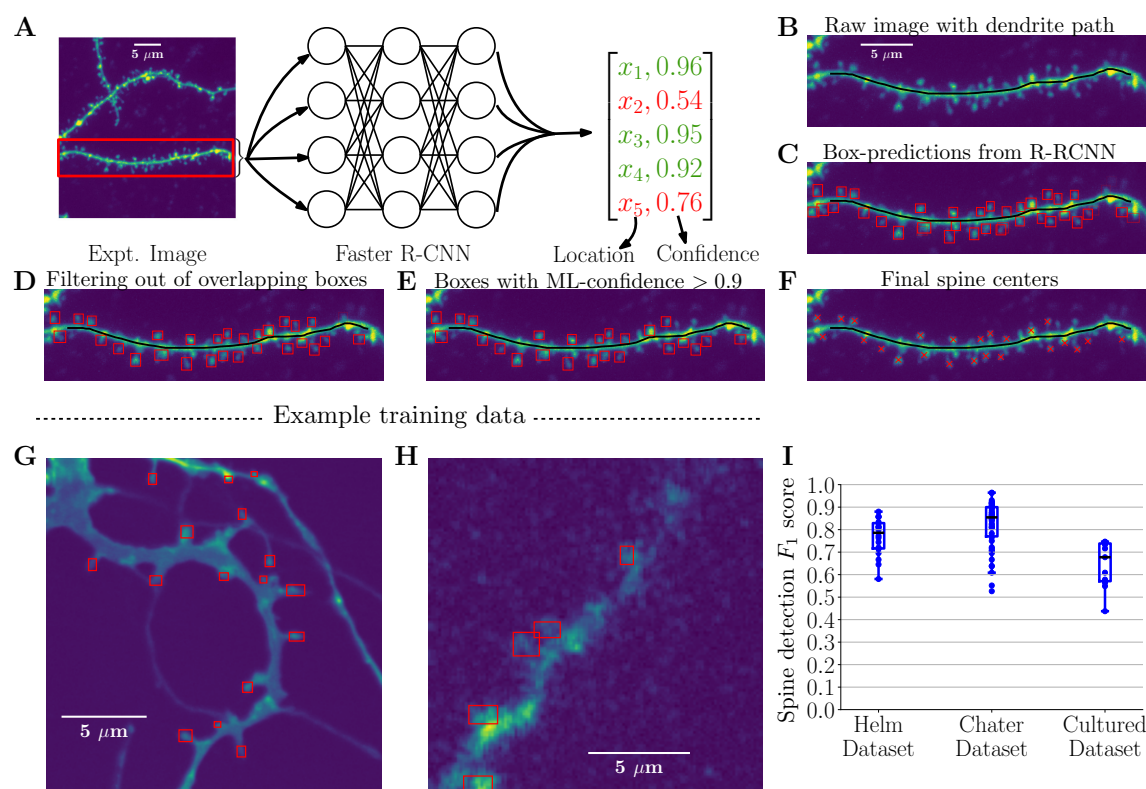 A
5 μm
Expt. Image
Faster R-CNN
x₁, 0.96
x₂, 0.54
x₃, 0.95
x₄, 0.92
x₅, 0.76
Location
Confidence
B
Raw image with dendrite path
5 μm
C
Box-predictions from R-RCNN
D
Filtering out of overlapping boxes
E
Boxes with ML-confidence > 0.9
F
Final spine centers
Example training data
G
5 μm
H
5 μm
I
Spine detection F₁ score
1.0
0.9
0.8
0.7
0.6
0.5
0.4
0.3
0.2
0.1
0.0
Helm
Dataset
Chater
Dataset
Cultured
Dataset